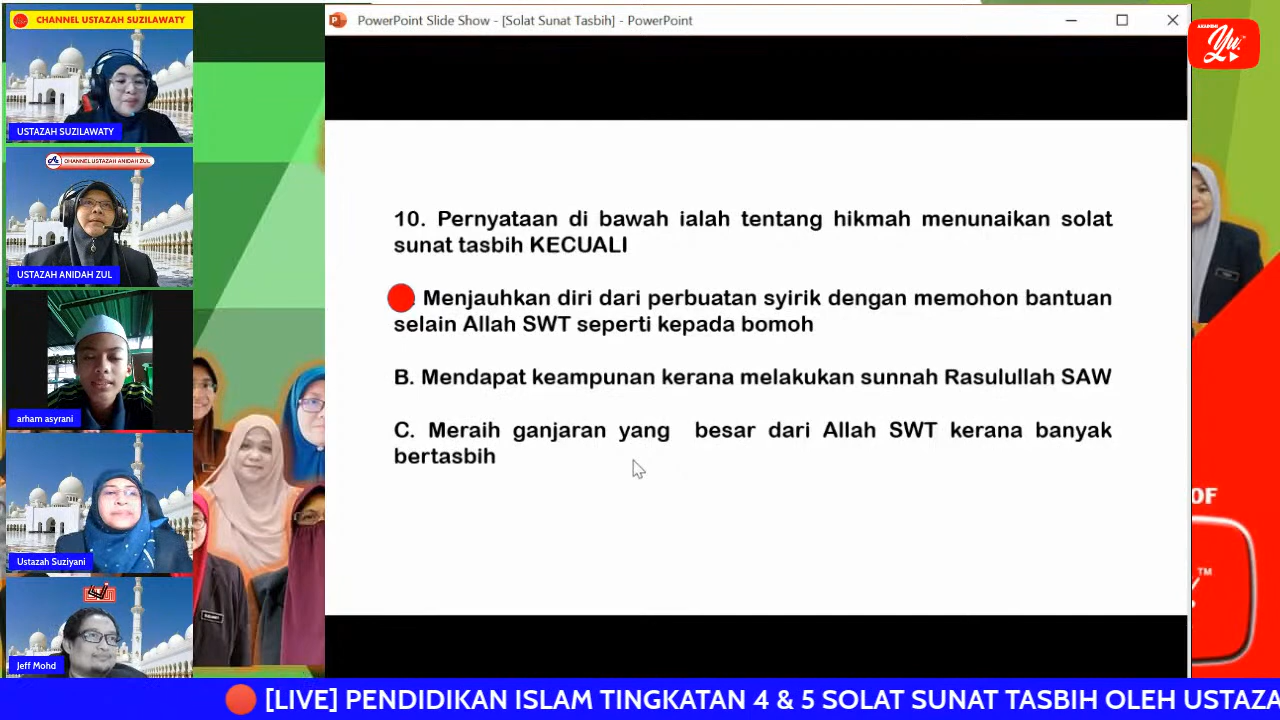 CHANNEL USTAZAH SUZILAWATY
USTAZAH SUZILAWATY
CHANNEL USTAZAH ANIDAH ZUL
USTAZAH ANIDAH ZUL
arham asyrani
Ustazah Suziyani
Jeff Mohd
PowerPoint Slide Show - [Solat Sunat Tasbih] - PowerPoint
10. Pernyataan di bawah ialah tentang hikmah menunaikan solat
sunat tasbih KECUALI
Menjauhkan diri dari perbuatan syirik dengan memohon bantuan
selain Allah SWT seperti kepada bomoh
B. Mendapat keampunan kerana melakukan sunnah Rasulullah SAW
C. Meraih ganjaran yang besar dari Allah SWT kerana banyak
bertasbih
Yu
OF
TM
[LIVE] PENDIDIKAN ISLAM TINGKATAN 4 & 5 SOLAT SUNAT TASBIH OLEH USTAZA